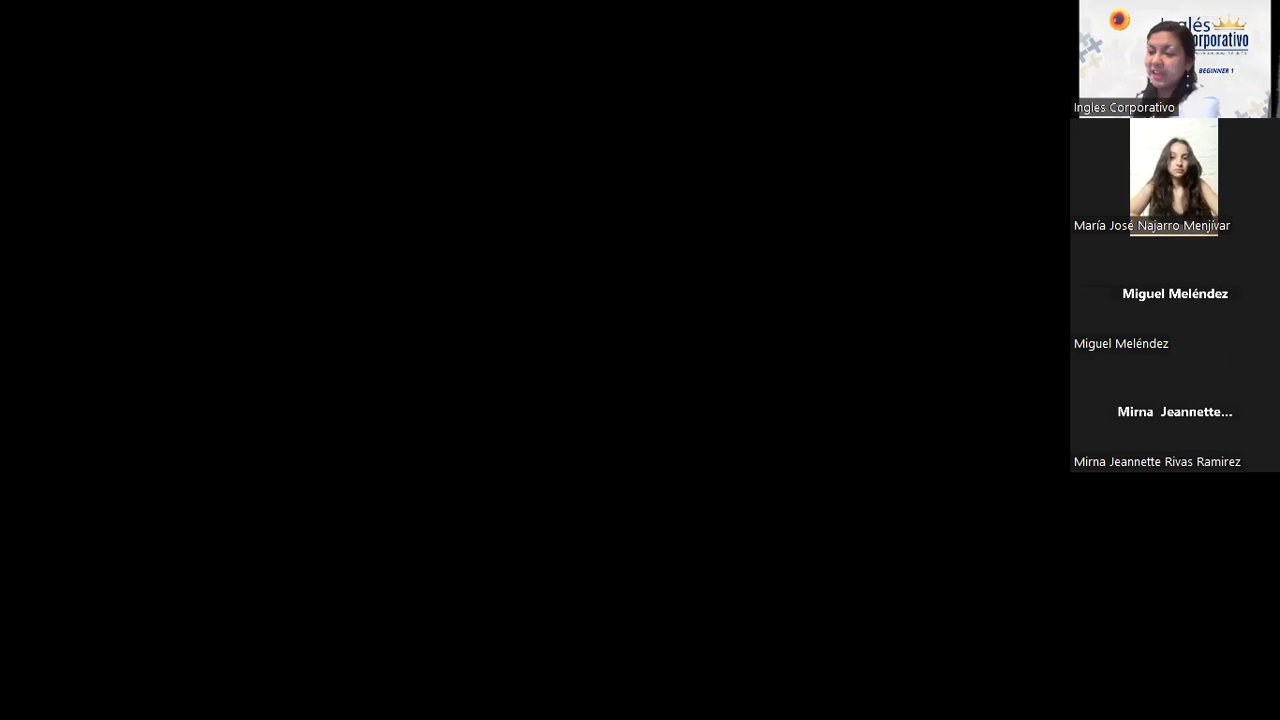 Inglés
Corporativo
BEGINNER 1
Ingles Corporativo
María José Najarro Menjívar
Miguel Meléndez
Miguel Meléndez
Mirna Jeannette...
Mirna Jeannette Rivas Ramirez